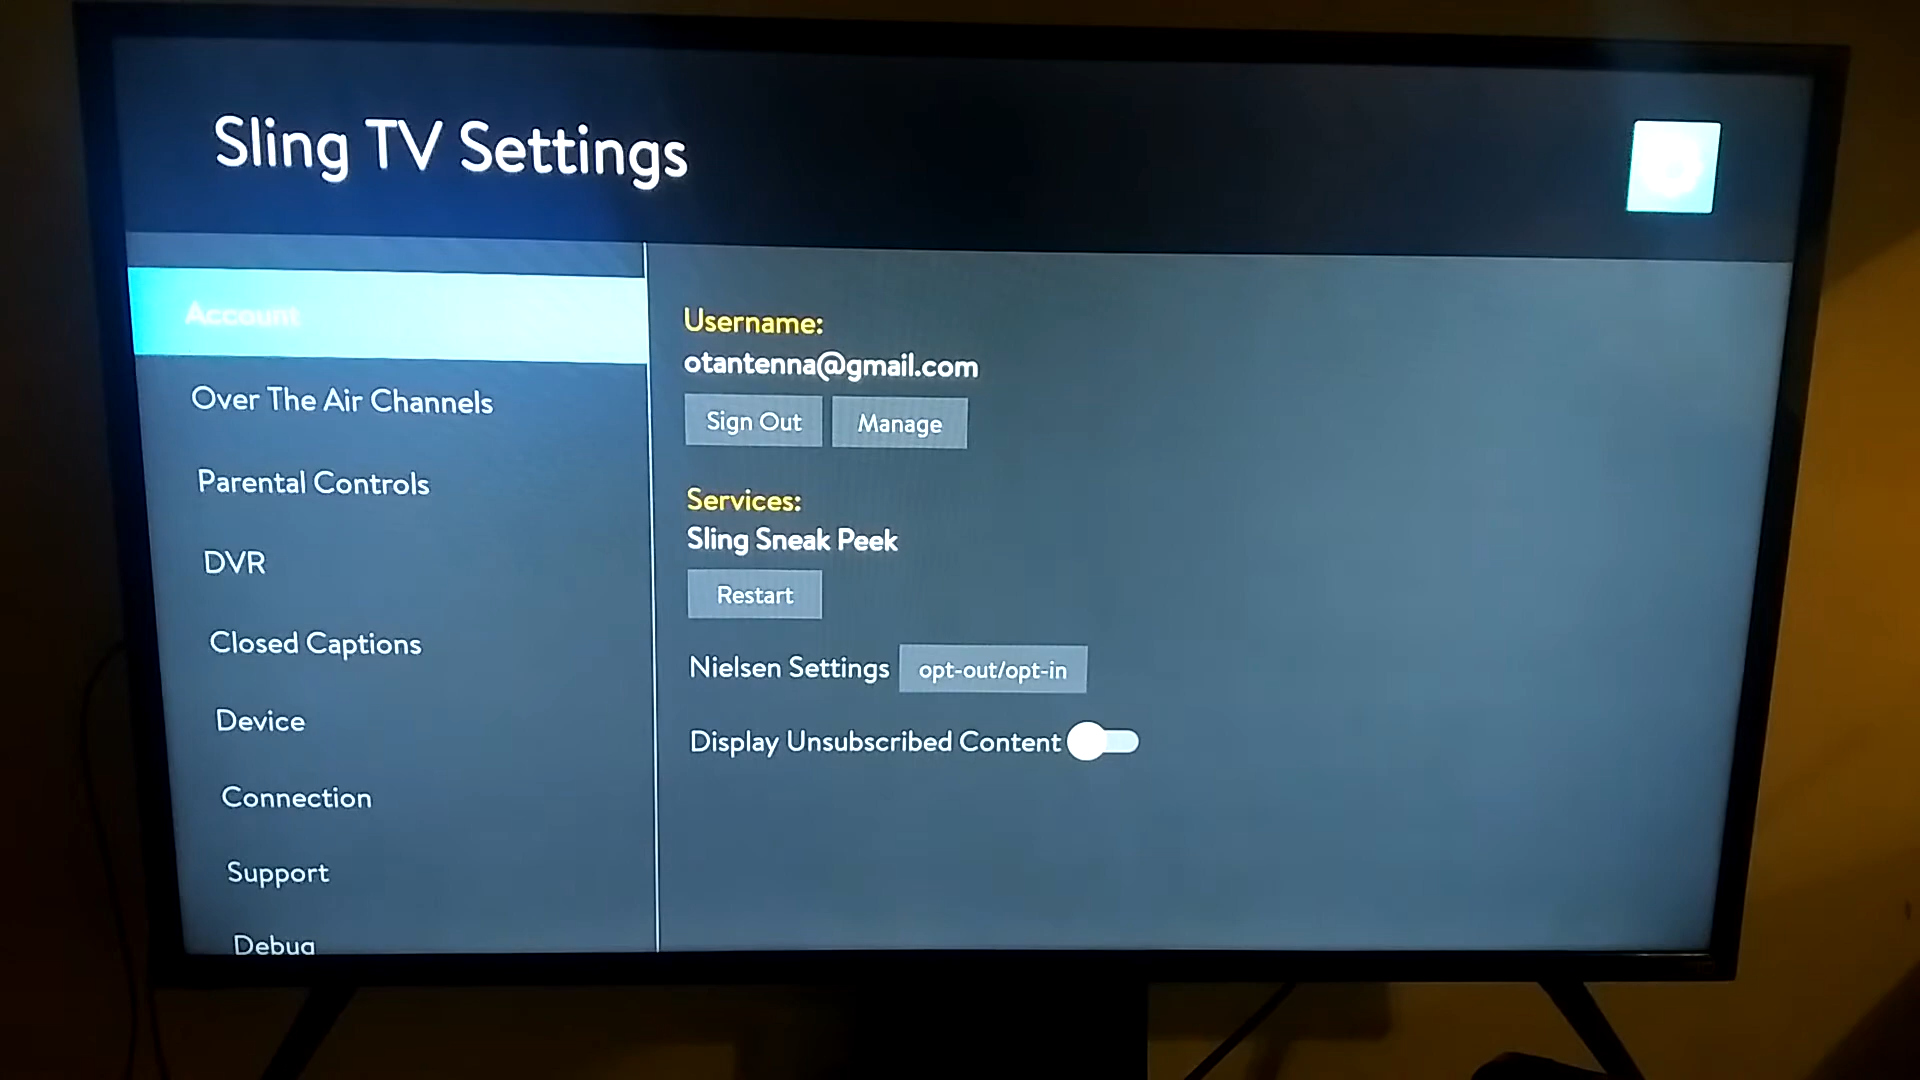 Sling TV Settings
Account
Over The Air Channels
Parental Controls
DVR
Closed Captions
Device
Connection
Support
Debug
Username:
otantenna@gmail.com
Sign Out Manage
Services:
Sling Sneak Peek
Restart
Nielsen Settings opt-out/opt-in
Display Unsubscribed Content